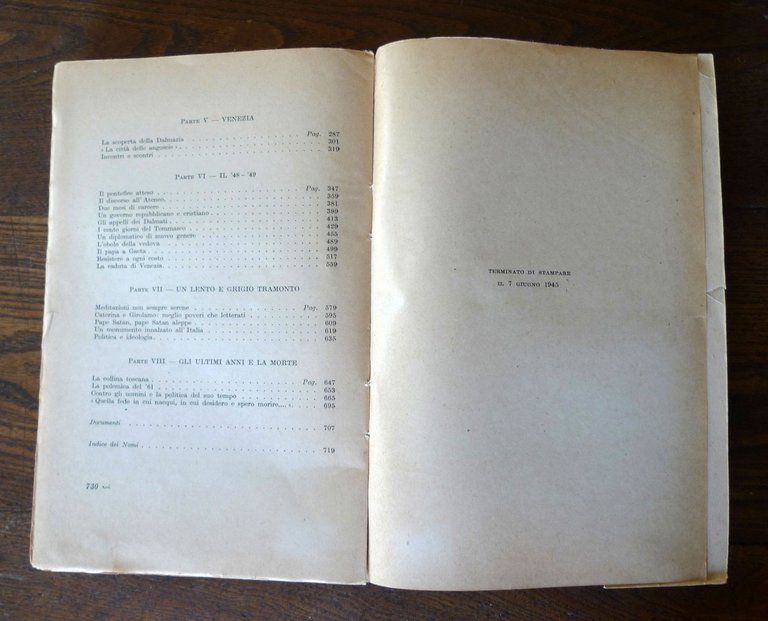 PARTE V — VENEZIA
La scoperta della Dalmazia . . . . . . . . . . Pag. 287
« La città delle angosce » . . . . . . . . . . 301
Incontri e scontri . . . . . . . . . . 319
PARTE VI — IL '48-'49
Il pontefice atteso . . . . . . . . . . Pag. 347
Il discorso all'Ateneo. . . . . . . . . . 359
Due mesi di carcere . . . . . . . . . . 381
Un governo repubblicano e cristiano . . . . . . . . . . 399
Gli appelli dei Dalmati . . . . . . . . . . 413
I cento giorni del Tommaseo . . . . . . . . . . 429
Un diplomatico di nuovo genere . . . . . . . . . . 455
L'obolo della vedova . . . . . . . . . . 489
Il papa a Gaeta . . . . . . . . . . 499
Resistere a ogni costo . . . . . . . . . . 517
La caduta di Venezia. . . . . . . . . . 559
PARTE VII — UN LENTO E GRIGIO TRAMONTO
Meditazioni non sempre serene . . . . . . . . . . Pag. 579
Caterina e Girolamo: meglio poveri che letterati . . . . . . . . . . 595
Pape Satan, pape Satan aleppe . . . . . . . . . . 609
Un monumento innalzato all'Italia . . . . . . . . . . 619
Politica e ideologia. . . . . . . . . . 635
PARTE VIII — GLI ULTIMI ANNI E LA MORTE
La collina toscana . . . . . . . . . . Pag. 647
La polemica del '61 . . . . . . . . . . 653
Contro gli uomini e la politica del suo tempo . . . . . . . . . . 665
« Quella fede in cui nacqui, in cui desidero e spero morire.... » . . . . . 695
Documenti . . . . . . . . . . 707
Indice dei Nomi . . . . . . . . . . 719
730
TERMINATO DI STAMPARE
IL 7 GIUGNO 1945